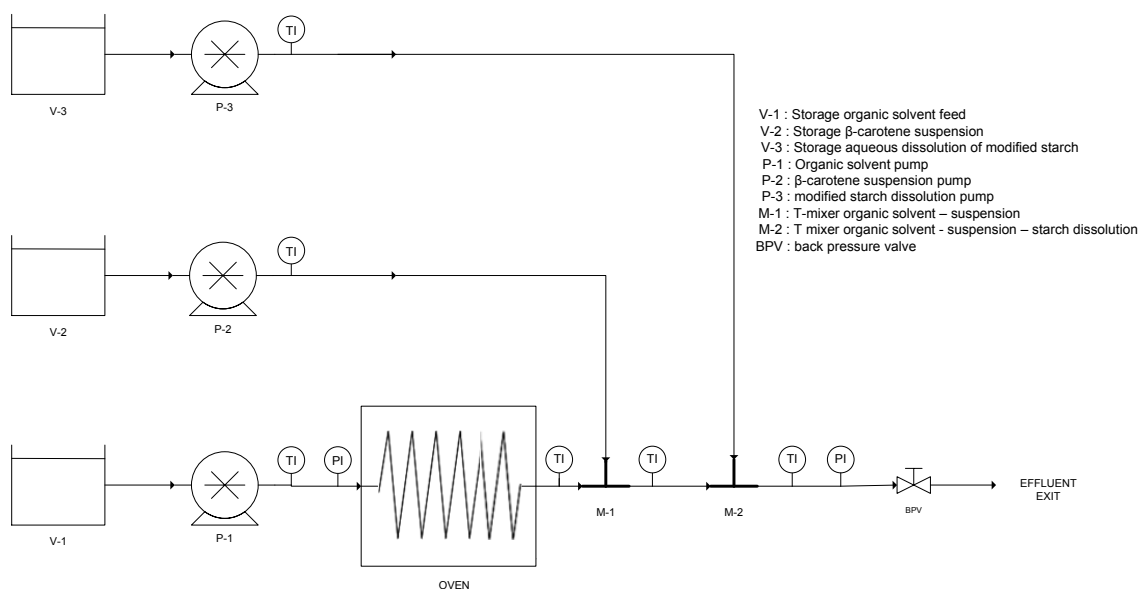 TI
V-3
P-3
V-1 : Storage organic solvent feed
V-2 : Storage β-carotene suspension
V-3 : Storage aqueous dissolution of modified starch
P-1 : Organic solvent pump
P-2 : β-carotene suspension pump
P-3 : modified starch dissolution pump
M-1 : T-mixer organic solvent – suspension
M-2 : T mixer organic solvent - suspension – starch dissolution
BPV : back pressure valve
TI
V-2
P-2
TI
PI
TI
TI
TI
PI
EFFLUENT
EXIT
V-1
P-1
M-1
M-2
BPV
OVEN